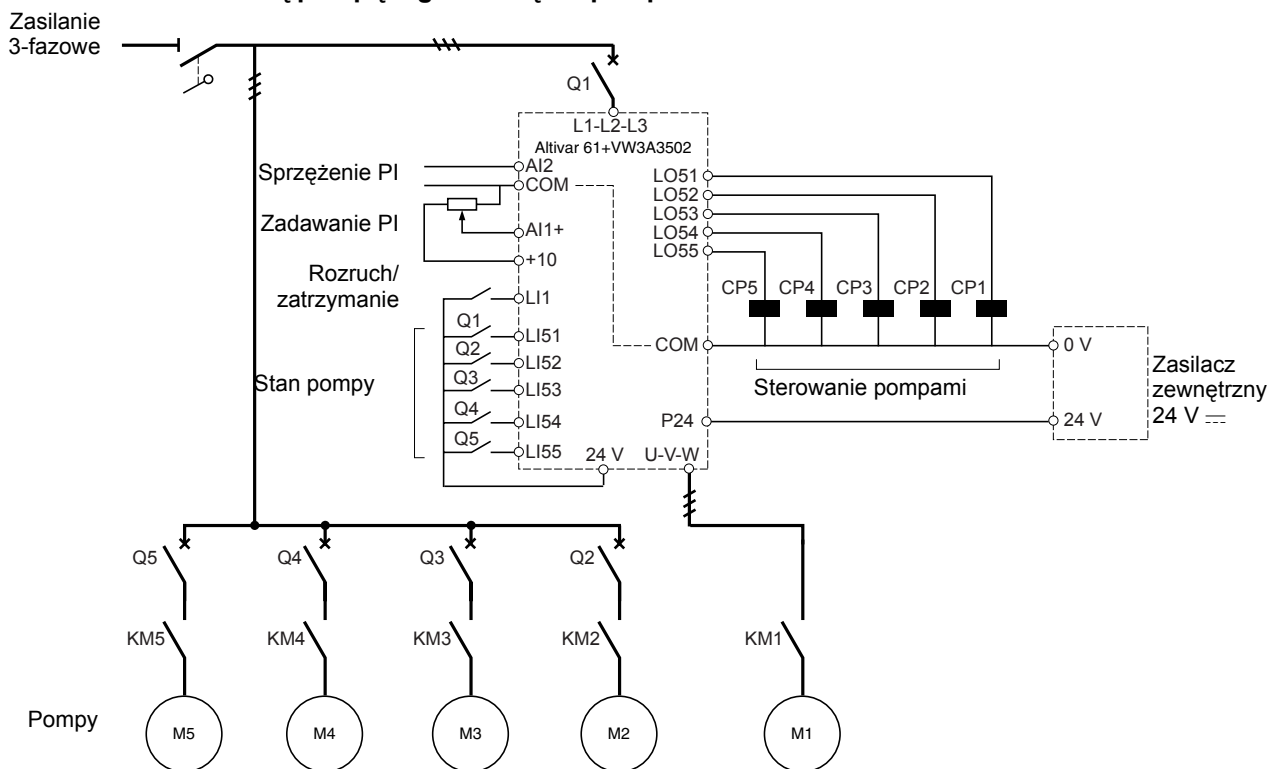 Zasilanie
3-fazowe
Q1
L1-L2-L3
Altivar 61+VW3A3502
Sprzężenie PI
AI2
COM
Zadawanie PI
AI1+
+10
Rozruch/
zatrzymanie
LI1
Stan pompy
Q1
LI51
Q2
LI52
Q3
LI53
Q4
LI54
Q5
LI55
24 V
U-V-W
LO51
LO52
LO53
LO54
LO55
CP5
CP4
CP3
CP2
CP1
COM
0 V
Sterowanie pompami
Zasilacz
zewnętrzny
24 V
P24
24 V
Q5
Q4
Q3
Q2
KM5
KM4
KM3
KM2
KM1
Pompy
M5
M4
M3
M2
M1